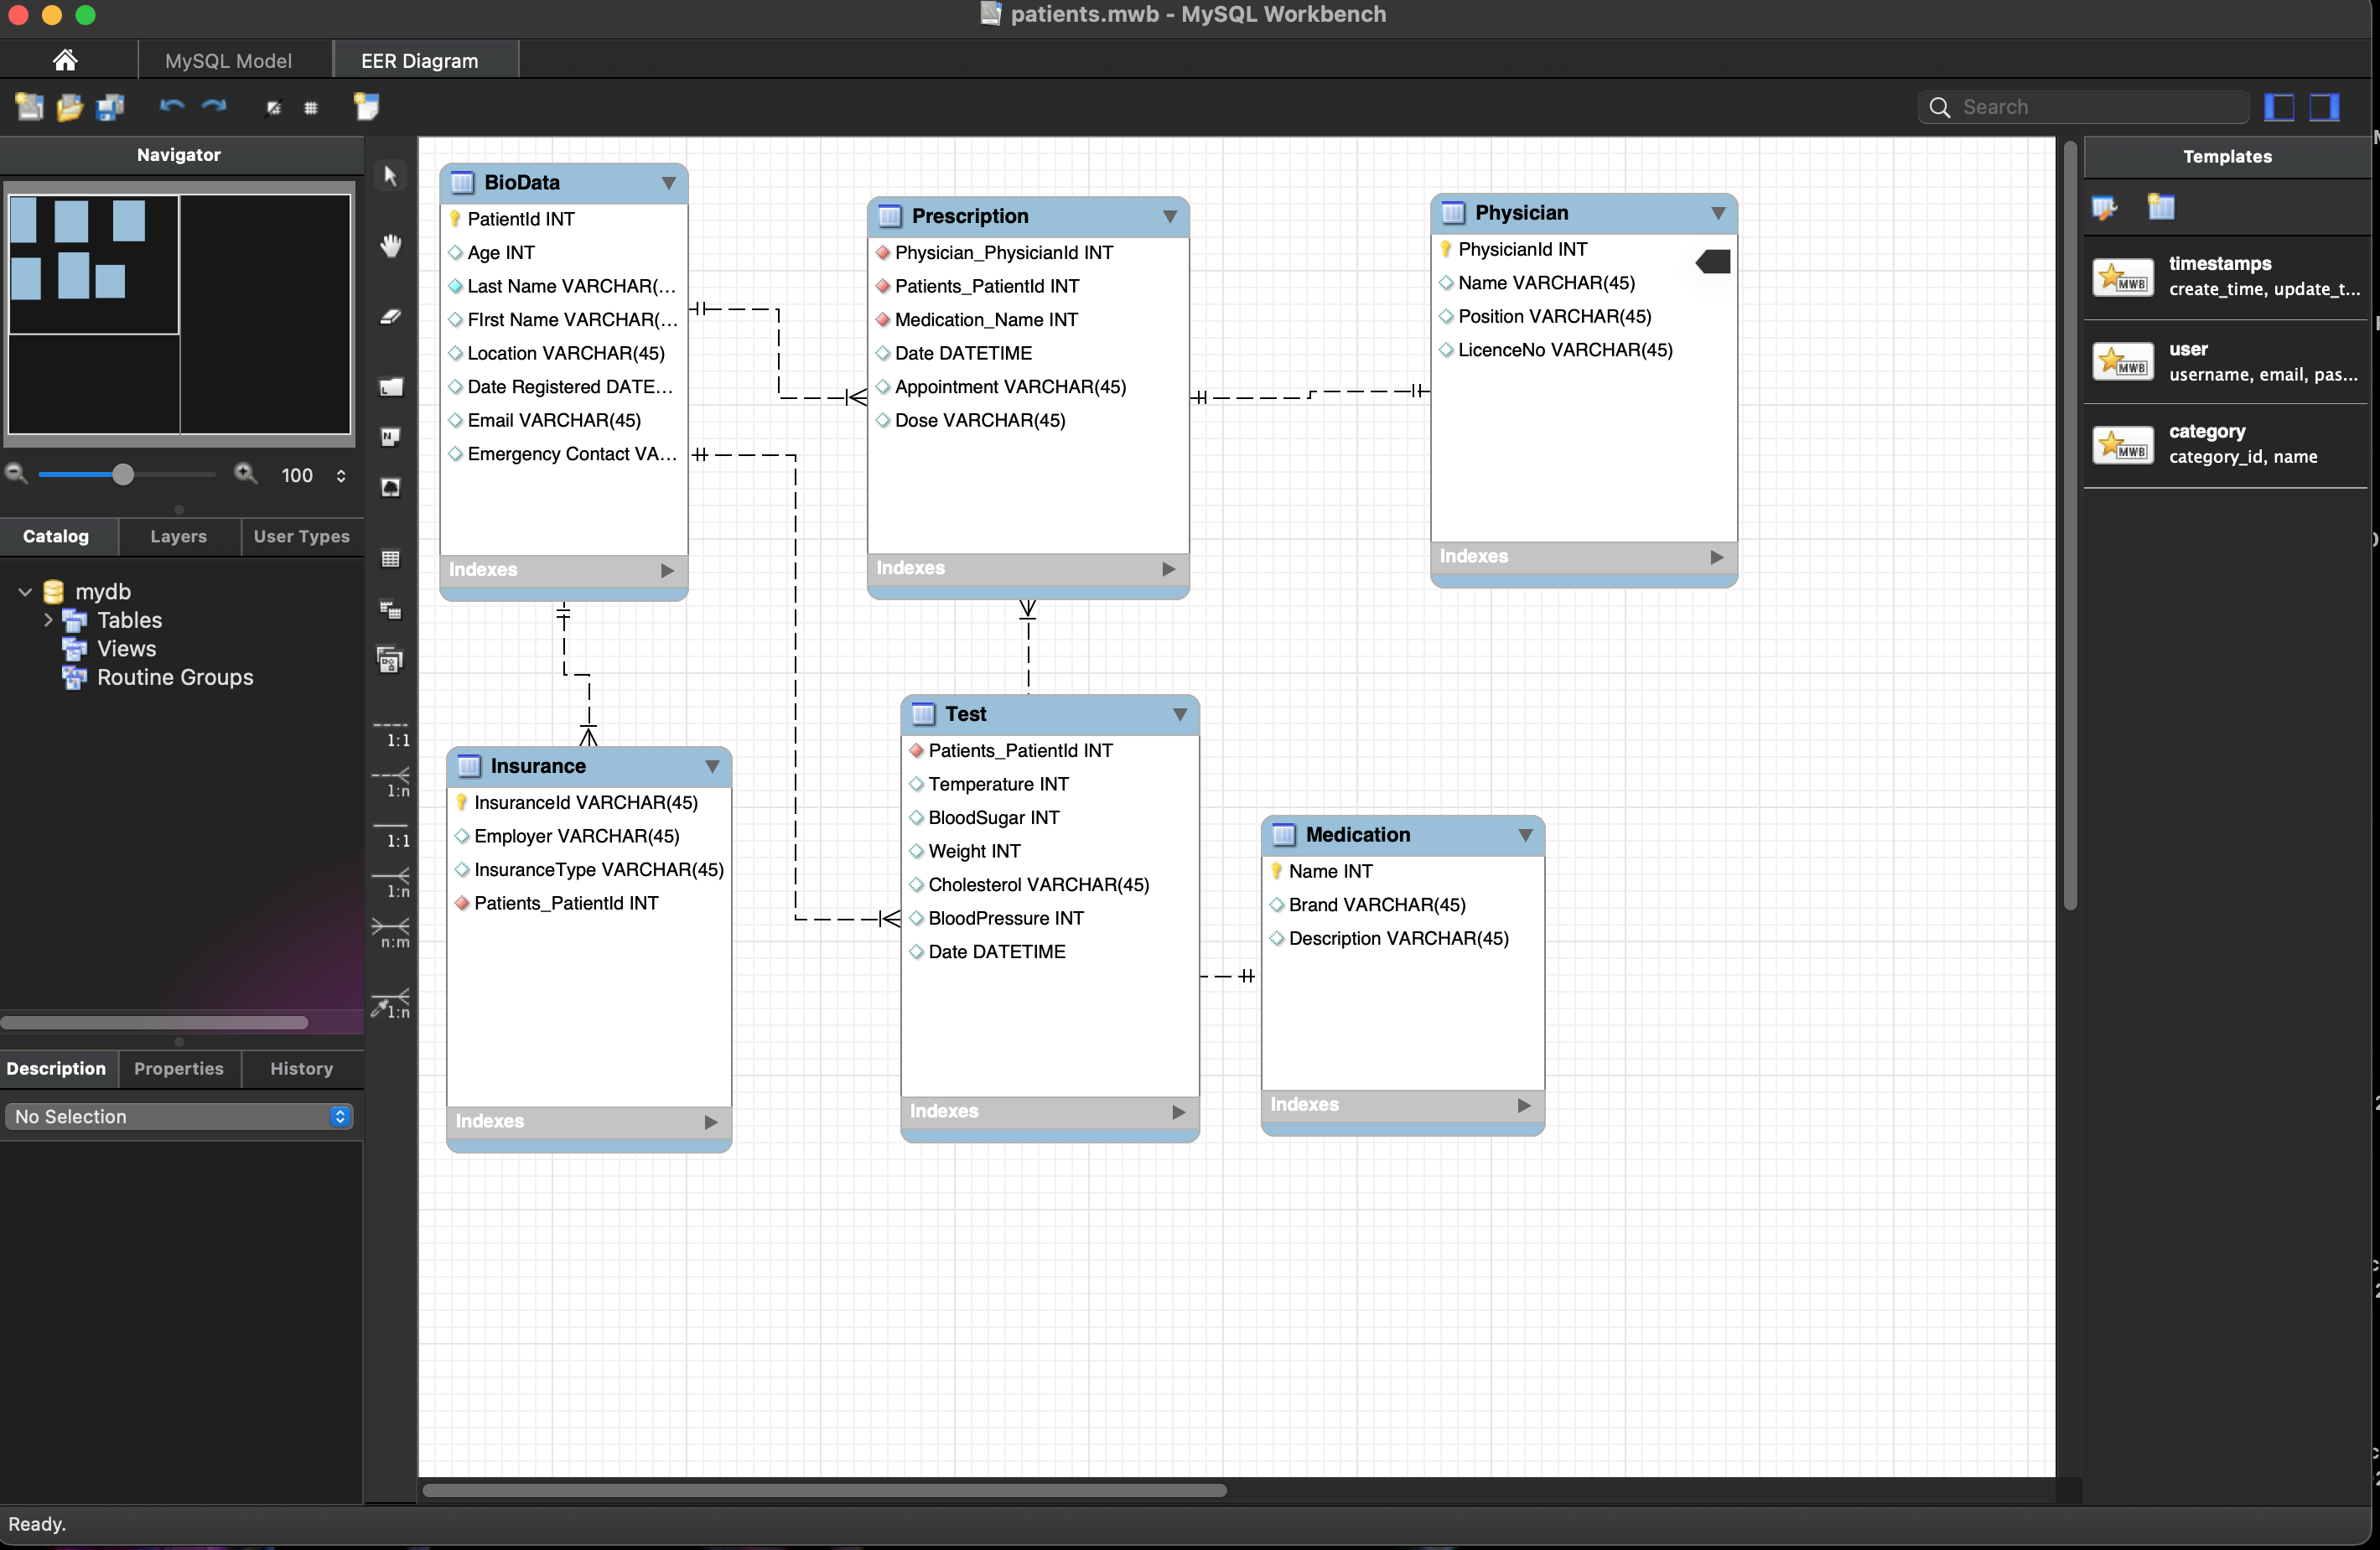 patients.mwb - MySQL Workbench
MySQL Model
EER Diagram
Search
Navigator
100
Catalog
Layers
User Types
mydb
Tables
Views
Routine Groups
Description
Properties
History
No Selection
1:1
1:n
1:1
1:n
n:m
1:n
BioData
PatientId INT
Age INT
Last Name VARCHAR(...
FIrst Name VARCHAR(...
Location VARCHAR(45)
Date Registered DATE...
Email VARCHAR(45)
Emergency Contact VA...
Indexes
Prescription
Physician_PhysicianId INT
Patients_PatientId INT
Medication_Name INT
Date DATETIME
Appointment VARCHAR(45)
Dose VARCHAR(45)
Indexes
Physician
PhysicianId INT
Name VARCHAR(45)
Position VARCHAR(45)
LicenceNo VARCHAR(45)
Indexes
Insurance
InsuranceId VARCHAR(45)
Employer VARCHAR(45)
InsuranceType VARCHAR(45)
Patients_PatientId INT
Indexes
Test
Patients_PatientId INT
Temperature INT
BloodSugar INT
Weight INT
Cholesterol VARCHAR(45)
BloodPressure INT
Date DATETIME
Indexes
Medication
Name INT
Brand VARCHAR(45)
Description VARCHAR(45)
Indexes
Templates
MWB
timestamps
create_time, update_t...
MWB
user
username, email, pas...
MWB
category
category_id, name
Ready.